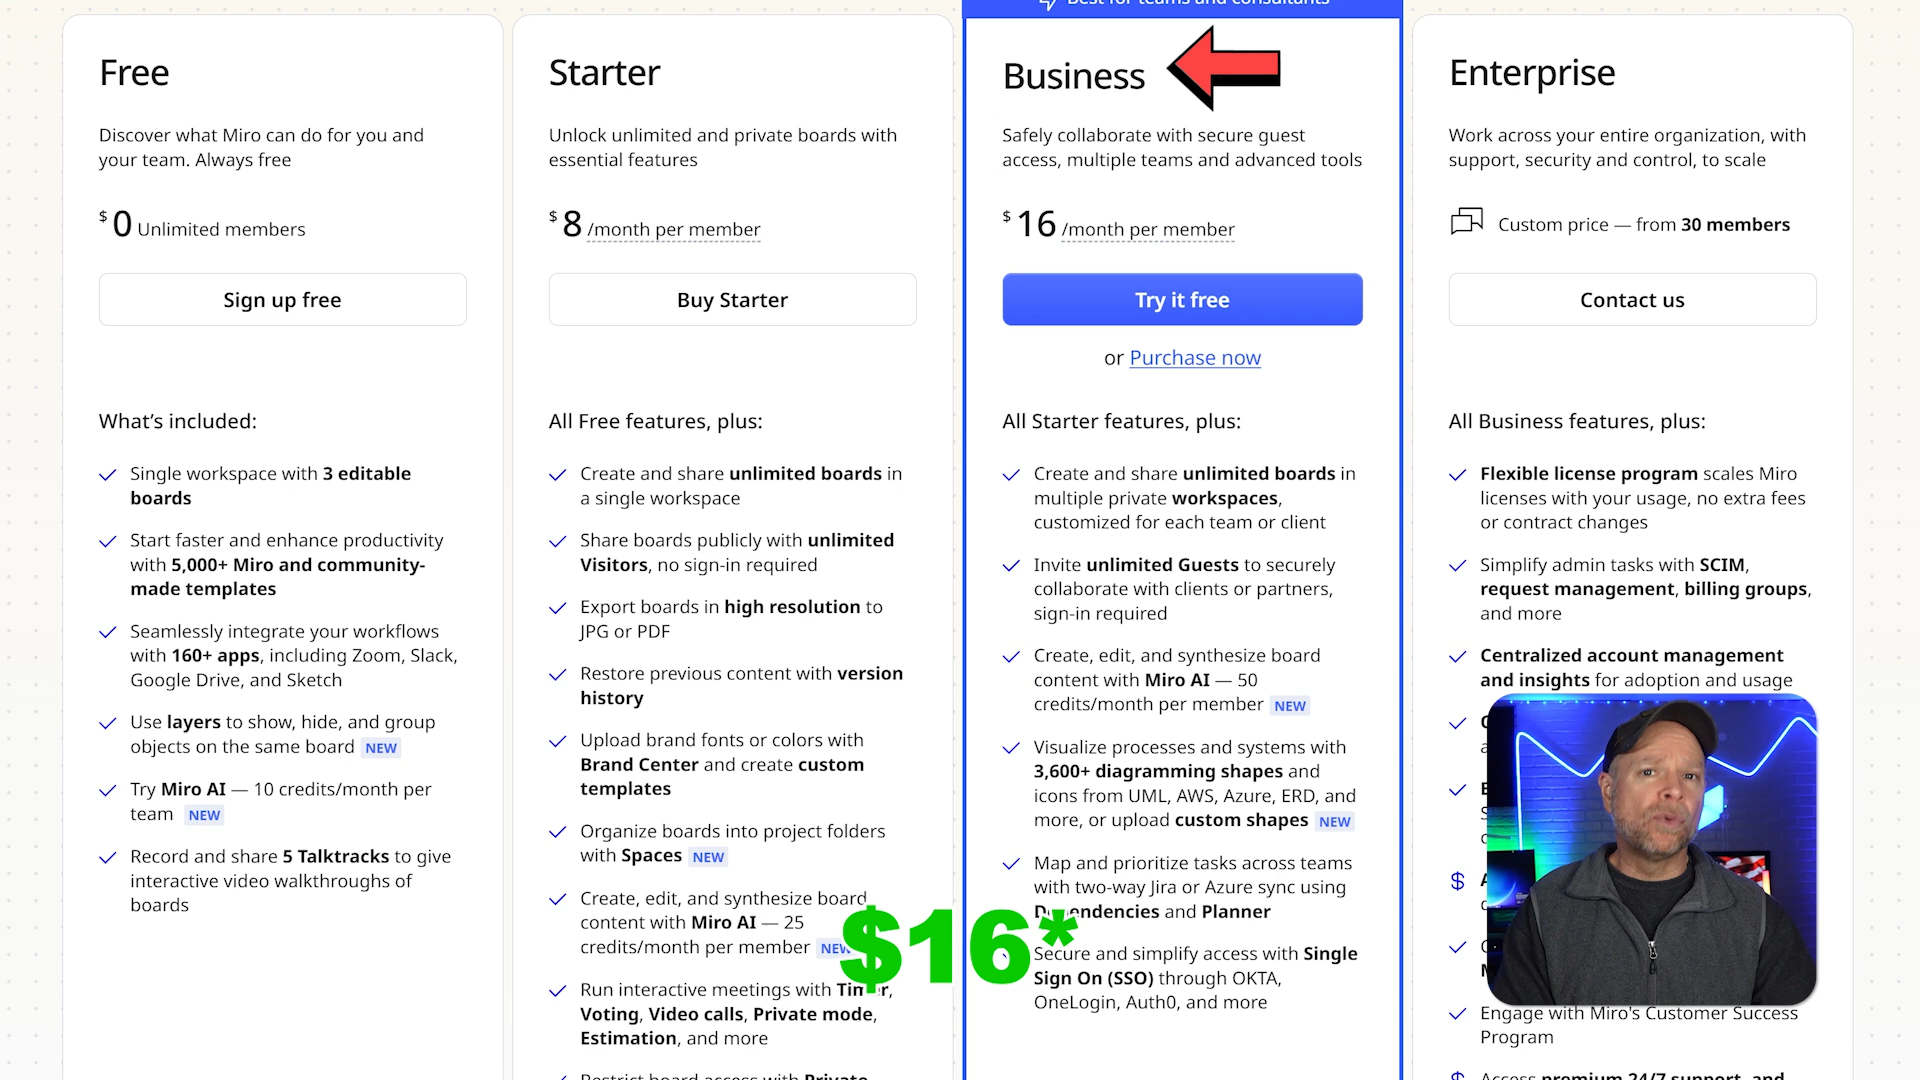 Best for teams and consultants
Free
Discover what Miro can do for you and
your team. Always free
$ 0 Unlimited members
Sign up free
What's included:
Single workspace with 3 editable
boards
Start faster and enhance productivity
with 5,000+ Miro and community-
made templates
Seamlessly integrate your workflows
with 160+ apps, including Zoom, Slack,
Google Drive, and Sketch
Use layers to show, hide, and group
objects on the same board NEW
Try Miro AI — 10 credits/month per
team NEW
Record and share 5 Talktracks to give
interactive video walkthroughs of
boards
Starter
Unlock unlimited and private boards with
essential features
$ 8 /month per member
Buy Starter
All Free features, plus:
Create and share unlimited boards in
a single workspace
Share boards publicly with unlimited
Visitors, no sign-in required
Export boards in high resolution to
JPG or PDF
Restore previous content with version
history
Upload brand fonts or colors with
Brand Center and create custom
templates
Organize boards into project folders
with Spaces NEW
Create, edit, and synthesize board
content with Miro AI — 25
credits/month per member NEW
Run interactive meetings with Timer,
Voting, Video calls, Private mode,
Estimation, and more
Restrict board access with Private
Business
Safely collaborate with secure guest
access, multiple teams and advanced tools
$ 16 /month per member
Try it free
or Purchase now
All Starter features, plus:
Create and share unlimited boards in
multiple private workspaces,
customized for each team or client
Invite unlimited Guests to securely
collaborate with clients or partners,
sign-in required
Create, edit, and synthesize board
content with Miro AI — 50
credits/month per member NEW
Visualize processes and systems with
3,600+ diagramming shapes and
icons from UML, AWS, Azure, ERD, and
more, or upload custom shapes NEW
Map and prioritize tasks across teams
with two-way Jira or Azure sync using
Dependencies and Planner
Secure and simplify access with Single
Sign On (SSO) through OKTA,
OneLogin, Auth0, and more
$16*
Enterprise
Work across your entire organization, with
support, security and control, to scale
Custom price — from 30 members
Contact us
All Business features, plus:
Flexible license program scales Miro
licenses with your usage, no extra fees
or contract changes
Simplify admin tasks with SCIM,
request management, billing groups,
and more
Centralized account management
and insights for adoption and usage
Engage with Miro's Customer Success
Program
Access premium 24/7 support, and